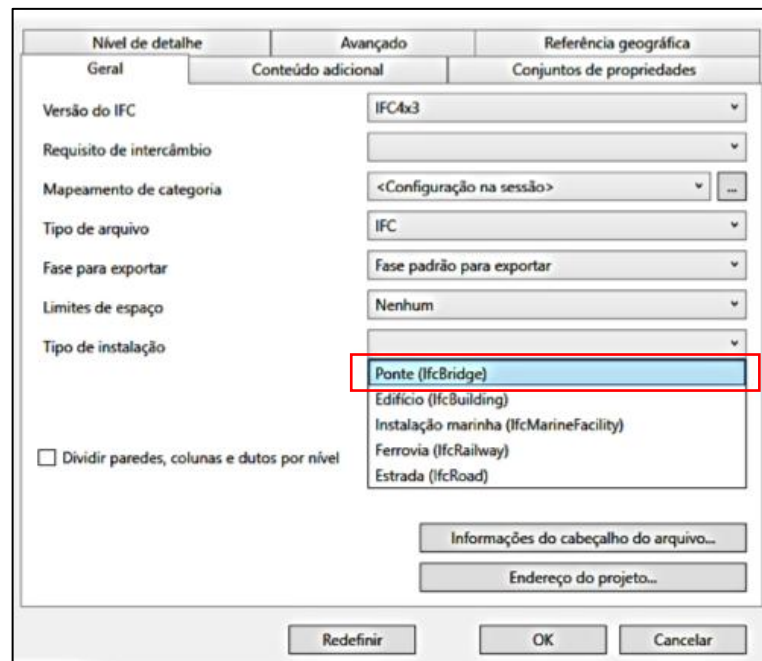 Nível de detalhe Avançado Referência geográfica
Geral Conteúdo adicional Conjuntos de propriedades
Versão do IFC IFC4x3
Requisito de intercâmbio
Mapeamento de categoria <Configuração na sessão> ...
Tipo de arquivo IFC
Fase para exportar Fase padrão para exportar
Limites de espaço Nenhum
Tipo de instalação
Ponte (IfcBridge)
Edifício (IfcBuilding)
Instalação marinha (IfcMarineFacility)
Ferrovia (IfcRailway)
Dividir paredes, colunas e dutos por nível
Estrada (IfcRoad)
Informações do cabeçalho do arquivo...
Endereço do projeto...
Redefinir OK Cancelar